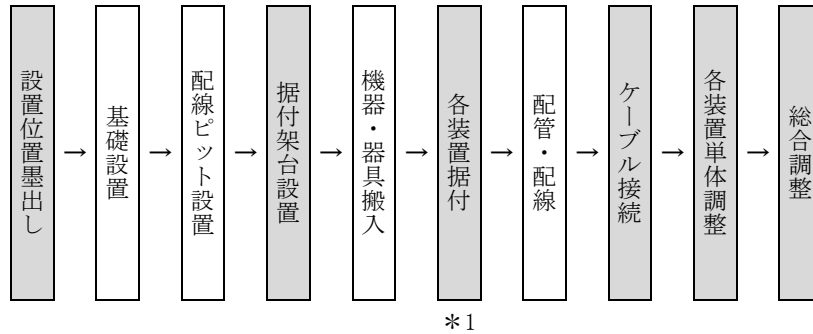 設置位置墨出し
→
基礎設置
→
配線ピット設置
→
据付架台設置
→
機器・器具搬入
→
各装置据付
→
配管・配線
→
ケーブル接続
→
各装置単体調整
→
総合調整
＊1